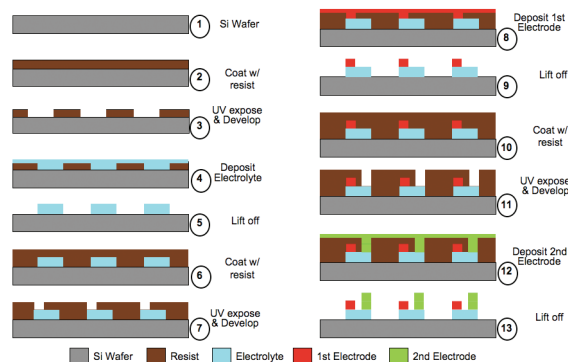 Si Wafer
1
Coat w/
resist
2
UV expose
& Develop
3
Deposit
Electrolyte
4
Lift off
5
Coat w/
resist
6
UV expose
& Develop
7
Deposit 1st
Electrode
8
Lift off
9
Coat w/
resist
10
UV expose
& Develop
11
Deposit 2nd
Electrode
12
Lift off
13
Si Wafer Resist Electrolyte 1st Electrode 2nd Electrode